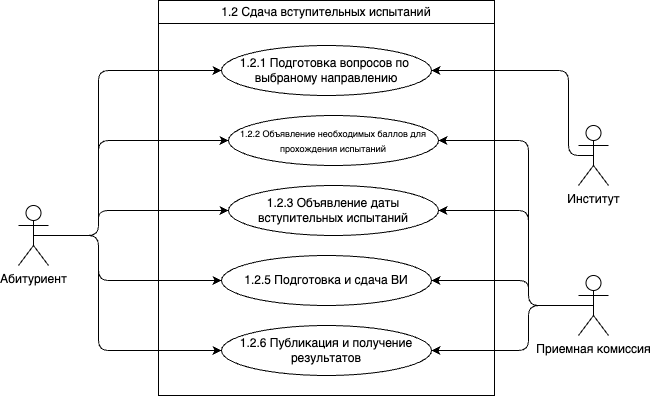 1.2 Сдача вступительных испытаний
1.2.1 Подготовка вопросов по
выбраному направлению
1.2.2 Объявление необходимых баллов для
прохождения испытаний
Институт
1.2.3 Объявление даты
вступительных испытаний
Абитуриент
1.2.5 Подготовка и сдача ВИ
1.2.6 Публикация и получение
результатов
Приемная комиссия